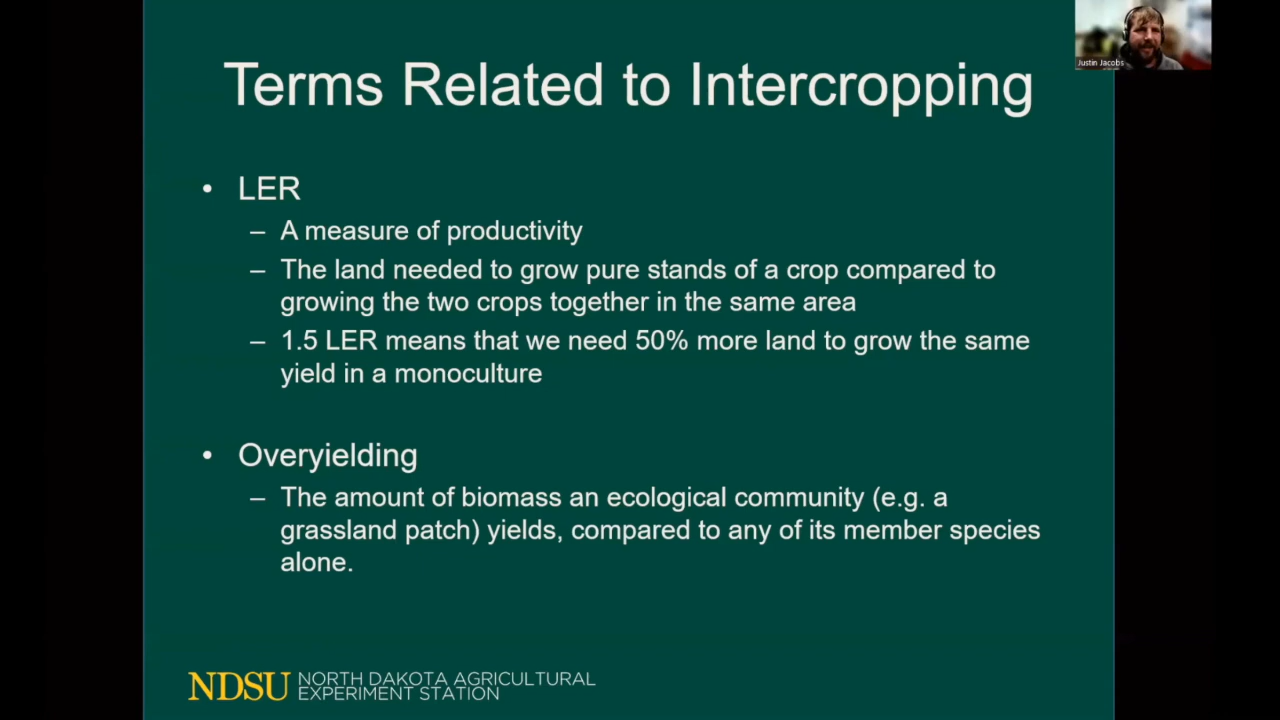 Justin Jacobs
Terms Related to Intercropping
• LER
– A measure of productivity
– The land needed to grow pure stands of a crop compared to
growing the two crops together in the same area
– 1.5 LER means that we need 50% more land to grow the same
yield in a monoculture
• Overyielding
– The amount of biomass an ecological community (e.g. a
grassland patch) yields, compared to any of its member species
alone.
NDSU NORTH DAKOTA AGRICULTURAL
EXPERIMENT STATION